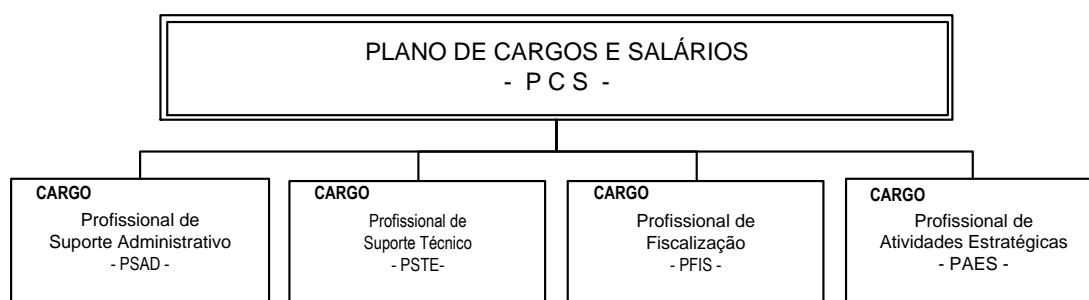 PLANO DE CARGOS E SALÁRIOS
- P C S -
CARGO
Profissional de
Suporte Administrativo
- PSAD -
CARGO
Profissional de
Suporte Técnico
- PSTE-
CARGO
Profissional de
Fiscalização
- PFIS -
CARGO
Profissional de
Atividades Estratégicas
- PAES -